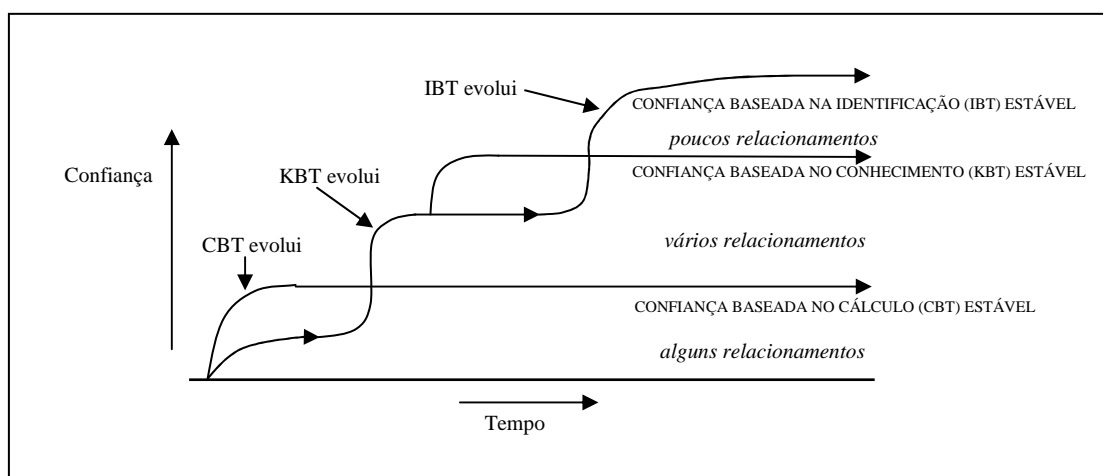 IBT evolui
CONFIANÇA BASEADA NA IDENTIFICAÇÃO (IBT) ESTÁVEL
poucos relacionamentos
Confiança
KBT evolui
CONFIANÇA BASEADA NO CONHECIMENTO (KBT) ESTÁVEL
CBT evolui
vários relacionamentos
CONFIANÇA BASEADA NO CÁLCULO (CBT) ESTÁVEL
alguns relacionamentos
Tempo